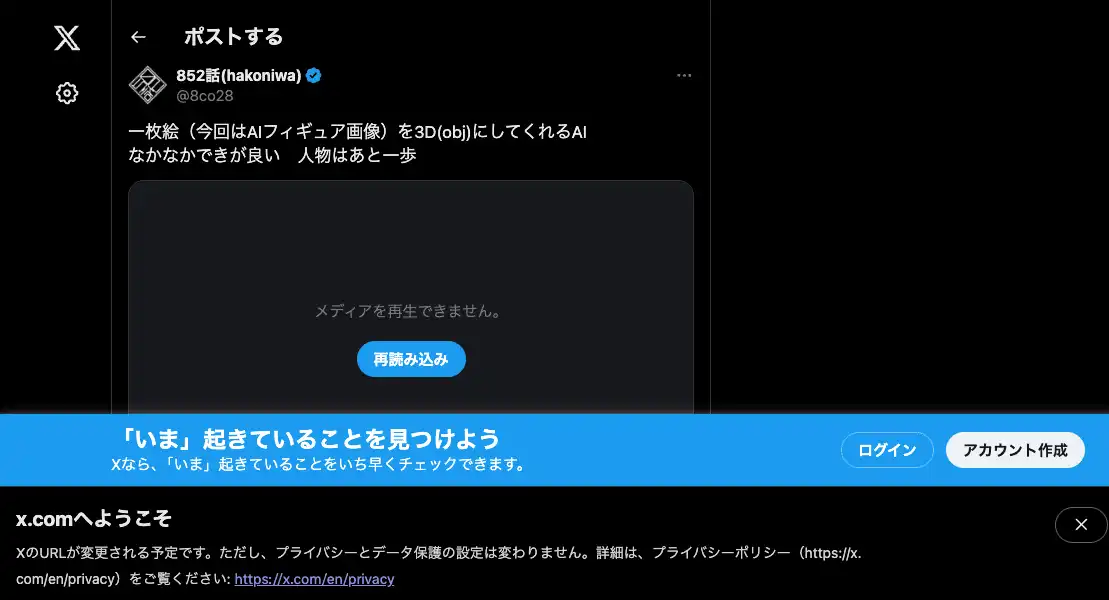 ポストする
852話(hakoniwa)
@8co28
一枚絵（今回はAIフィギュア画像）を3D(obj)にしてくれるAI
なかなかできが良い　人物はあと一歩
メディアを再生できません。
再読み込み
「いま」起きていることを見つけよう
Xなら、「いま」起きていることをいち早くチェックできます。
ログイン
アカウント作成
x.comへようこそ
XのURLが変更される予定です。ただし、プライバシーとデータ保護の設定は変わりません。詳細は、プライバシーポリシー（https://x.
com/en/privacy）をご覧ください: https://x.com/en/privacy